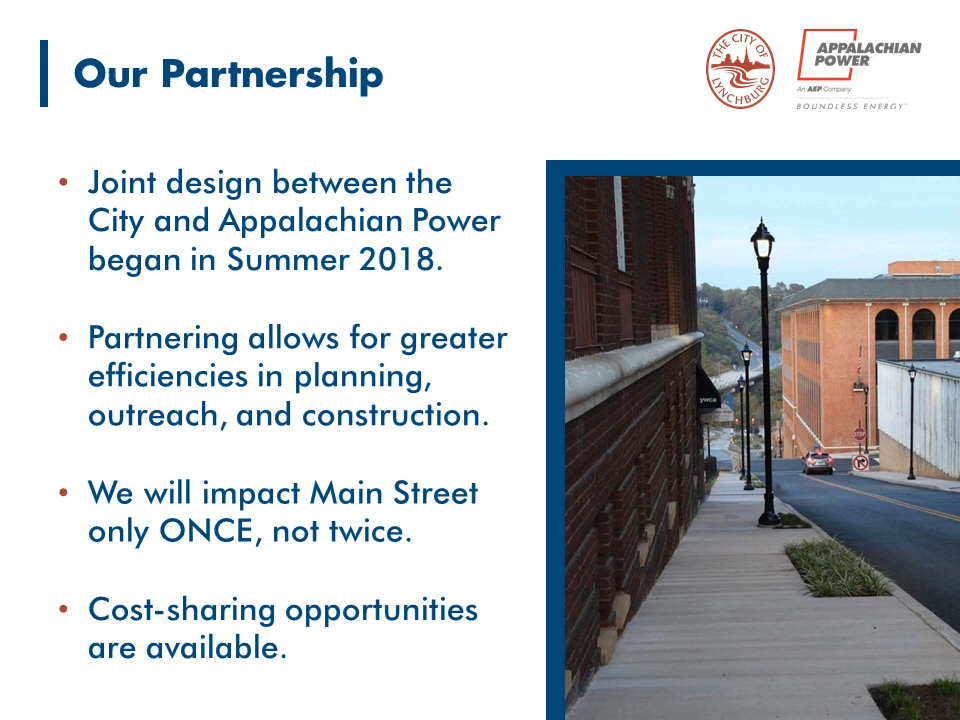 Our Partnership
THE CITY OF
LYNCHBURG
APPALACHIAN
POWER
An AEP Company
BOUNDLESS ENERGY™
• Joint design between the
City and Appalachian Power
began in Summer 2018.
• Partnering allows for greater
efficiencies in planning,
outreach, and construction.
• We will impact Main Street
only ONCE, not twice.
• Cost-sharing opportunities
are available.
ywca